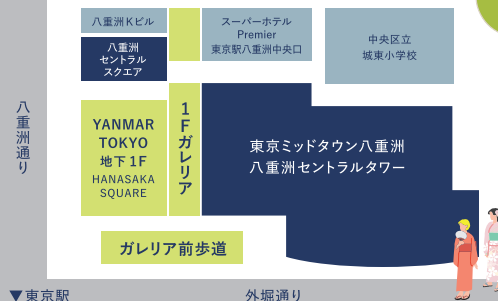 八重洲Kビル
スーパーホテル
Premier
東京駅八重洲中央口
中央区立
城東小学校
八重洲
セントラル
スクエア
八重洲通り
YANMAR
TOKYO
地下1F
HANASAKA
SQUARE
1Fガレリア
東京ミッドタウン八重洲
八重洲セントラルタワー
ガレリア前歩道
▼東京駅
外堀通り